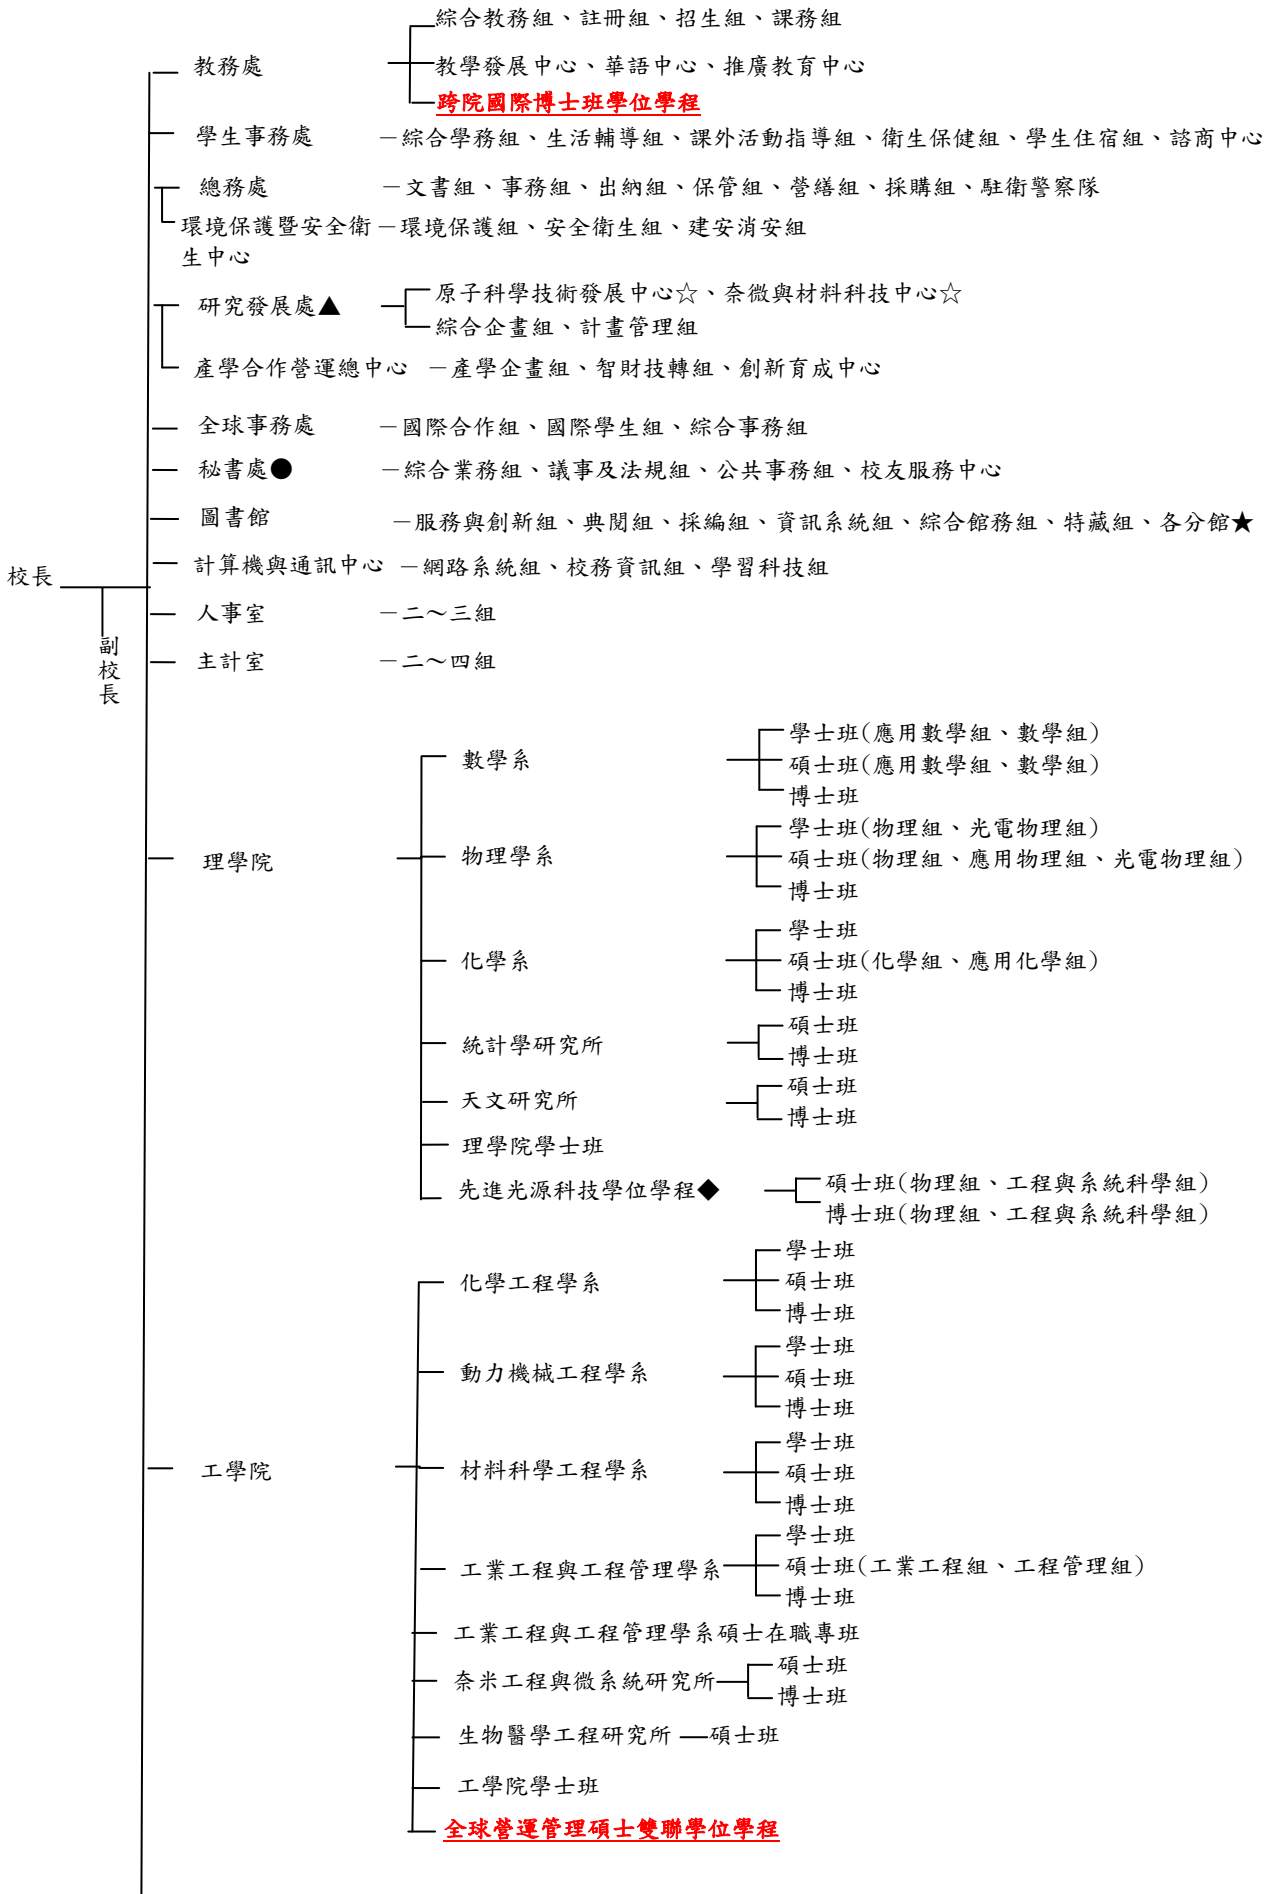 綜合教務組、註冊組、招生組、課務組
教務處
教學發展中心、華語中心、推廣教育中心
跨院國際博士班學位學程
學生事務處 －綜合學務組、生活輔導組、課外活動指導組、衛生保健組、學生住宿組、諮商中心
總務處 －文書組、事務組、出納組、保管組、營繕組、採購組、駐衛警察隊
環境保護暨安全衛 －環境保護組、安全衛生組、建安消安組
生中心
原子科學技術發展中心☆、奈微與材料科技中心☆
研究發展處▲
綜合企畫組、計畫管理組
產學合作營運總中心 －產學企畫組、智財技轉組、創新育成中心
全球事務處 －國際合作組、國際學生組、綜合事務組
秘書處● －綜合業務組、議事及法規組、公共事務組、校友服務中心
圖書館 －服務與創新組、典閱組、採編組、資訊系統組、綜合館務組、特藏組、各分館★
計算機與通訊中心 －網路系統組、校務資訊組、學習科技組
校長
人事室 －二～三組
副校長
主計室 －二～四組
學士班(應用數學組、數學組)
數學系
碩士班(應用數學組、數學組)
博士班
學士班(物理組、光電物理組)
理學院
物理學系
碩士班(物理組、應用物理組、光電物理組)
博士班
學士班
化學系
碩士班(化學組、應用化學組)
博士班
碩士班
統計學研究所
博士班
碩士班
天文研究所
博士班
理學院學士班
先進光源科技學位學程◆
碩士班(物理組、工程與系統科學組)
博士班(物理組、工程與系統科學組)
學士班
化學工程學系
碩士班
博士班
學士班
動力機械工程學系
碩士班
博士班
學士班
工學院
材料科學工程學系
碩士班
博士班
學士班
工業工程與工程管理學系
碩士班(工業工程組、工程管理組)
博士班
工業工程與工程管理學系碩士在職專班
碩士班
奈米工程與微系統研究所
博士班
生物醫學工程研究所 —碩士班
工學院學士班
全球營運管理碩士雙聯學位學程